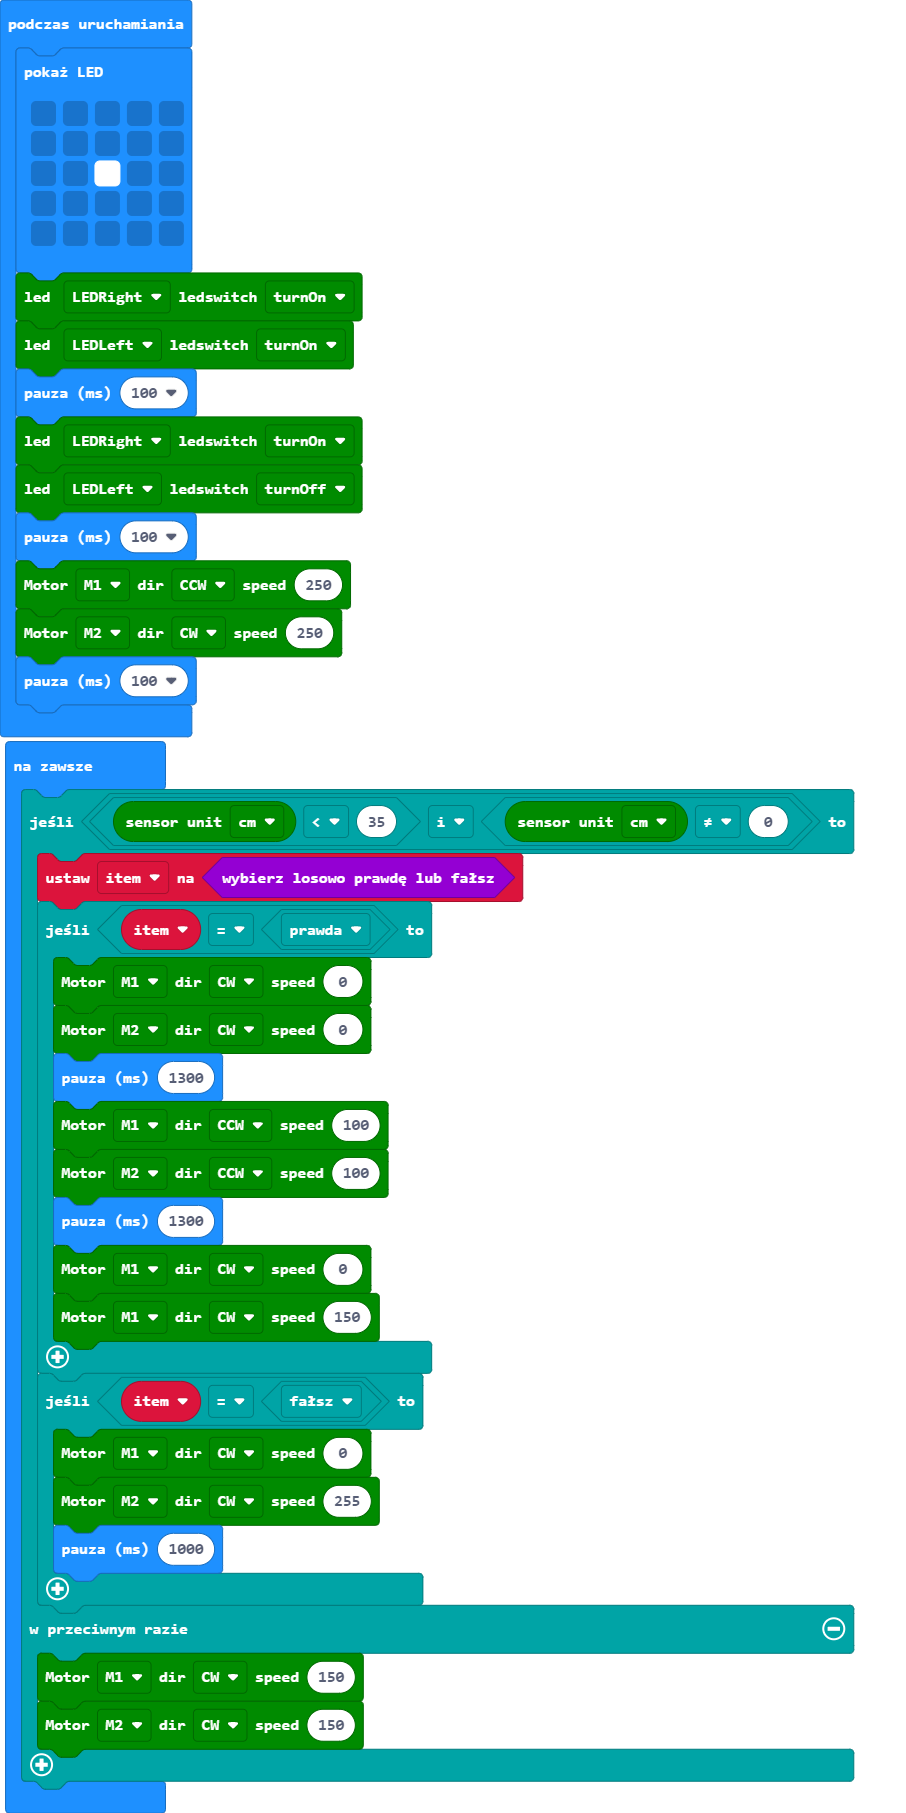 podczas uruchamiania
pokaż LED
led LEDRight ledswitch turnOn
led LEDLeft ledswitch turnOn
pauza (ms) 100
led LEDRight ledswitch turnOn
led LEDLeft ledswitch turnOff
pauza (ms) 100
Motor M1 dir CCW speed 250
Motor M2 dir CW speed 250
pauza (ms) 100
na zawsze
jeśli sensor unit cm < 35 i sensor unit cm ≠ 0 to
ustaw item na wybierz losowo prawdę lub fałsz
jeśli item = prawda to
Motor M1 dir CW speed 0
Motor M2 dir CW speed 0
pauza (ms) 1300
Motor M1 dir CCW speed 100
Motor M2 dir CCW speed 100
pauza (ms) 1300
Motor M1 dir CW speed 0
Motor M1 dir CW speed 150
jeśli item = fałsz to
Motor M1 dir CW speed 0
Motor M2 dir CW speed 255
pauza (ms) 1000
w przeciwnym razie
Motor M1 dir CW speed 150
Motor M2 dir CW speed 150